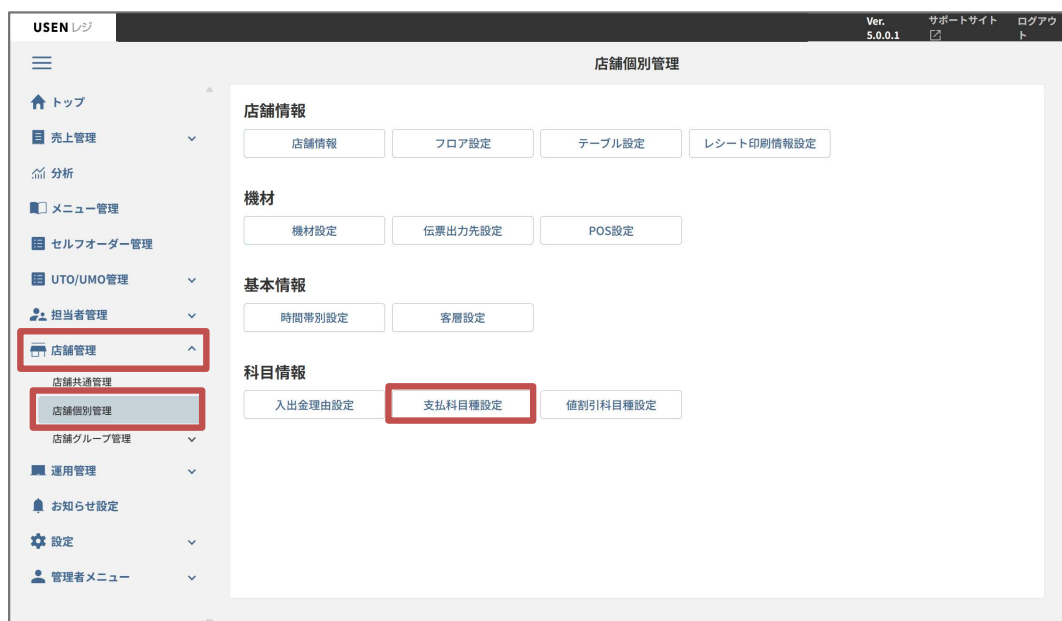 USEN レジ
Ver.
5.0.0.1
サポートサイト
ログアウ
ト
店舗個別管理
トップ
売上管理
分析
メニュー管理
セルフオーダー管理
UTO/UMO管理
担当者管理
店舗管理
店舗共通管理
店舗個別管理
店舗グループ管理
運用管理
お知らせ設定
設定
管理者メニュー
店舗情報
店舗情報 フロア設定 テーブル設定 レシート印刷情報設定
機材
機材設定 伝票出力先設定 POS設定
基本情報
時間帯別設定 客層設定
科目情報
入出金理由設定 支払科目種設定 値割引科目種設定